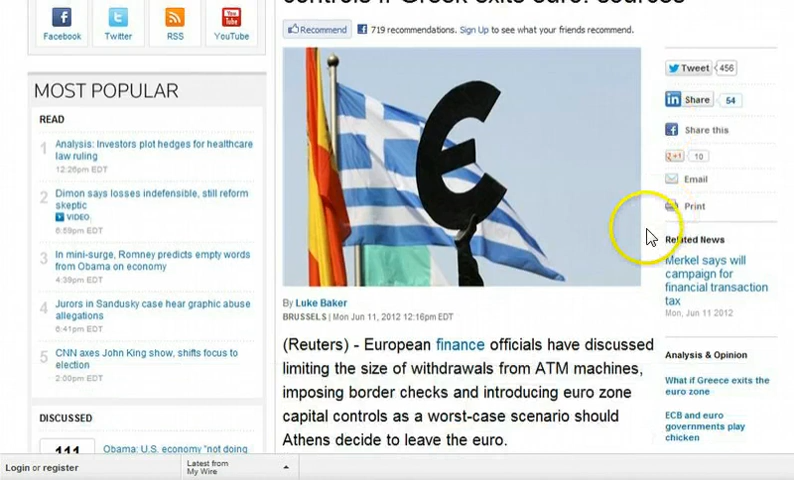 controls if Greek exits euro: sources
Facebook
Twitter
RSS
YouTube
You
Tube
Recommend
719 recommendations. Sign Up to see what your friends recommend.
MOST POPULAR
READ
1 Analysis: Investors plot hedges for healthcare
law ruling
12:26pm EDT
2 Dimon says losses indefensible, still reform
skeptic
VIDEO
6:59pm EDT
3 In mini-surge, Romney predicts empty words
from Obama on economy
4:39pm EDT
4 Jurors in Sandusky case hear graphic abuse
allegations
6:41pm EDT
5 CNN axes John King show, shifts focus to
election
2:00pm EDT
DISCUSSED
111
Obama: U.S. economy "not doing
Є
By Luke Baker
BRUSSELS | Mon Jun 11, 2012 12:16pm EDT
(Reuters) - European finance officials have discussed
limiting the size of withdrawals from ATM machines,
imposing border checks and introducing euro zone
capital controls as a worst-case scenario should
Athens decide to leave the euro.
Tweet 456
in Share 54
Share this
+1 10
Email
Print
Related News
Merkel says will
campaign for
financial transaction
tax
Mon, Jun 11 2012
Analysis & Opinion
What if Greece exits the
euro zone
ECB and euro
governments play
chicken
Login or register
Latest from
My Wire